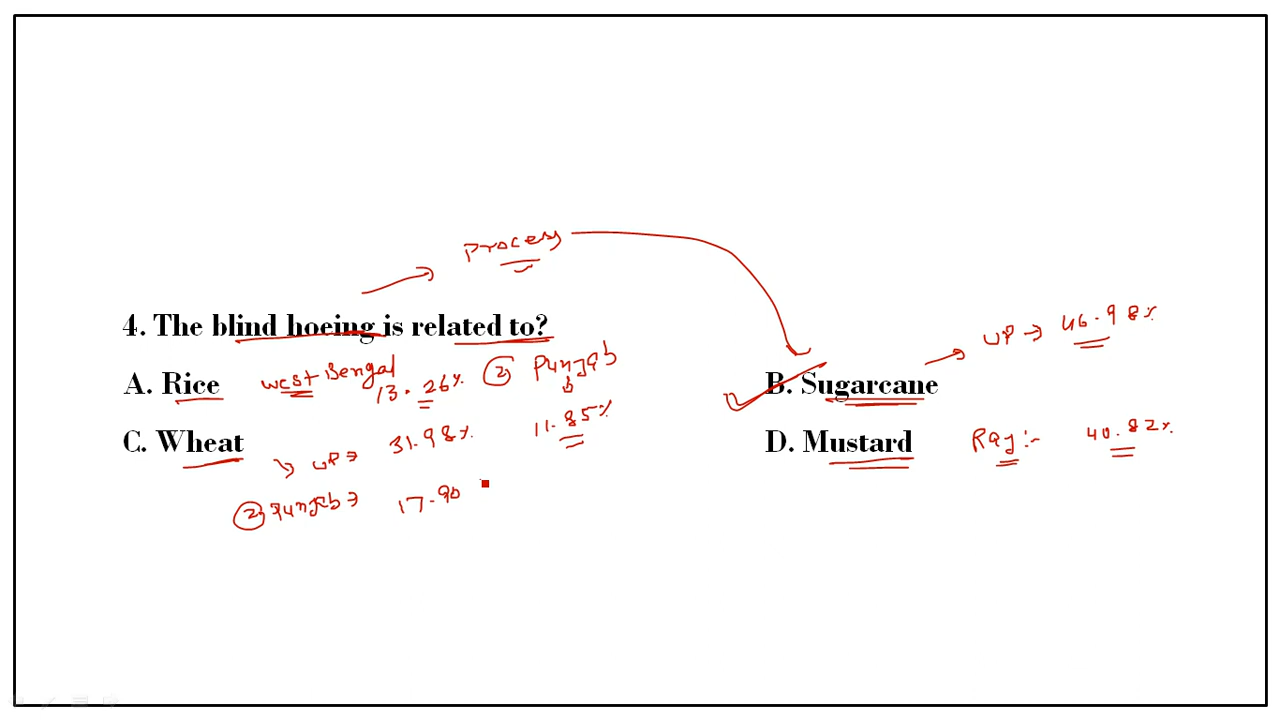 Process
4. The blind hoeing is related to?
UP → 46.98%
A. Rice West Bengal 13.26% ② Punjab 11.85%
B. Sugarcane
C. Wheat UP → 31.98%
D. Mustard Raj :- 40.82%
② Punjab → 17.90